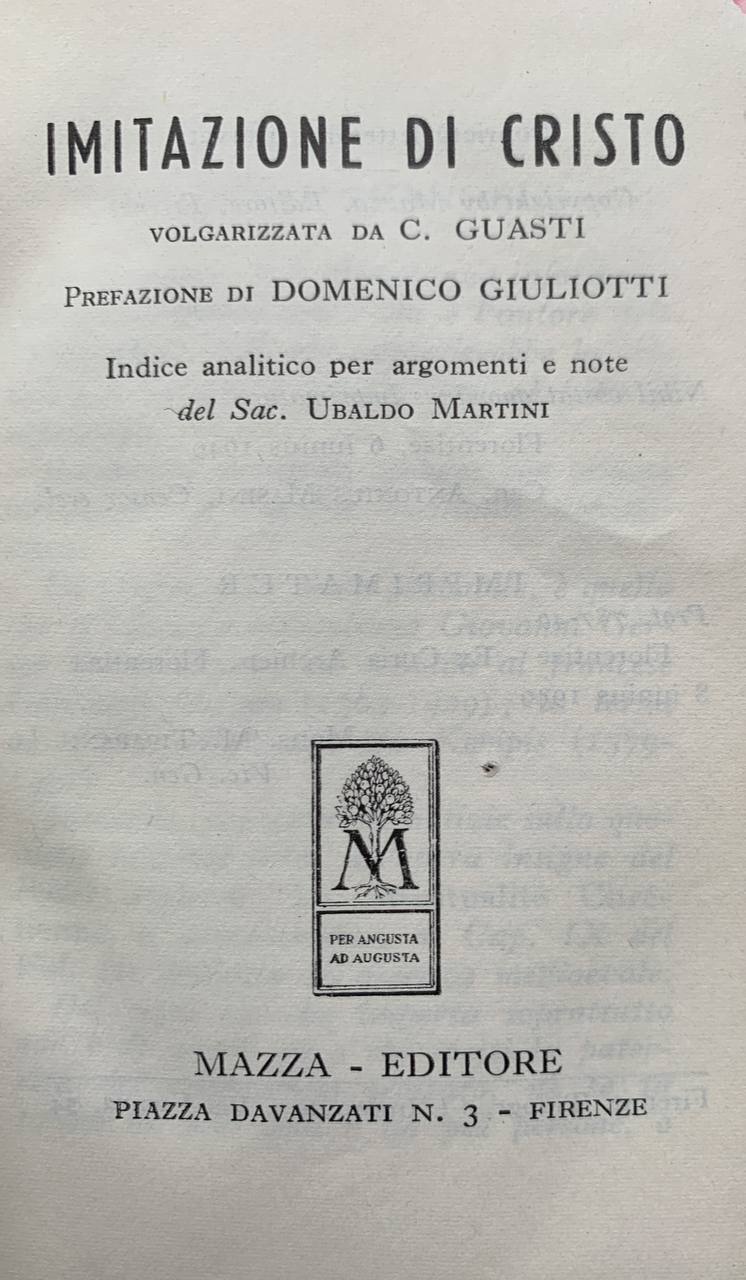 IMITAZIONE DI CRISTO
VOLGARIZZATA DA C. GUASTI
PREFAZIONE DI DOMENICO GIULIOTTI
Indice analitico per argomenti e note
del Sac. UBALDO MARTINI
M
PER ANGUSTA
AD AUGUSTA
MAZZA - EDITORE
PIAZZA DAVANZATI N. 3 - FIRENZE